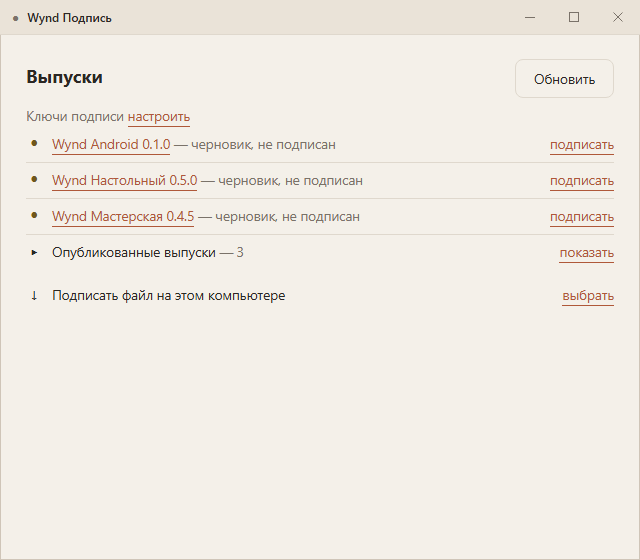 Wynd Подпись
Выпуски
Обновить
Ключи подписи настроить
Wynd Android 0.1.0 — черновик, не подписан подписать
Wynd Настольный 0.5.0 — черновик, не подписан подписать
Wynd Мастерская 0.4.5 — черновик, не подписан подписать
Опубликованные выпуски — 3 показать
Подписать файл на этом компьютере выбрать